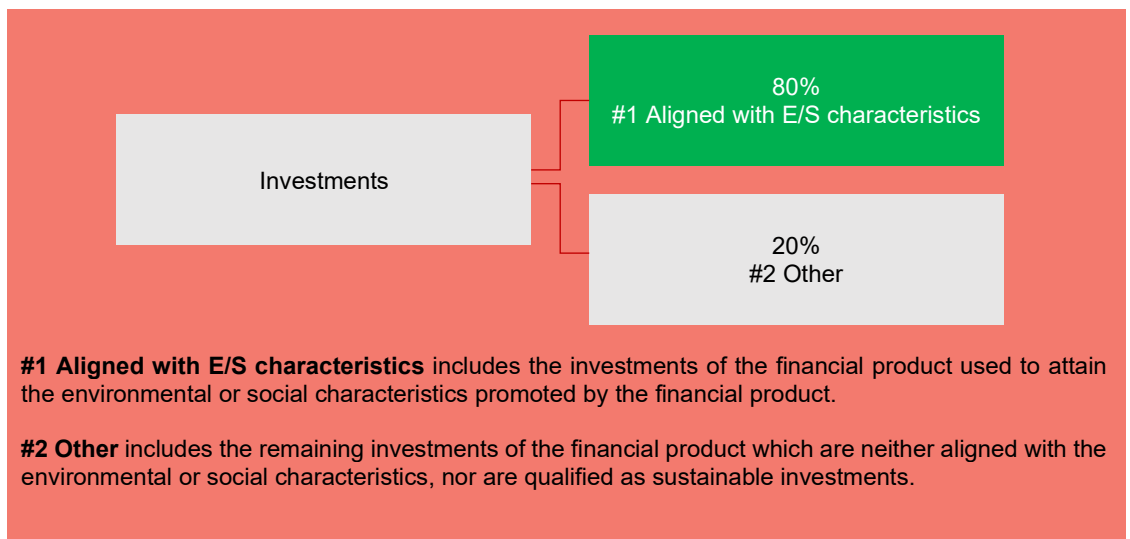 80%
#1 Aligned with E/S characteristics
Investments
20%
#2 Other
#1 Aligned with E/S characteristics includes the investments of the financial product used to attain
the environmental or social characteristics promoted by the financial product.
#2 Other includes the remaining investments of the financial product which are neither aligned with the
environmental or social characteristics, nor are qualified as sustainable investments.